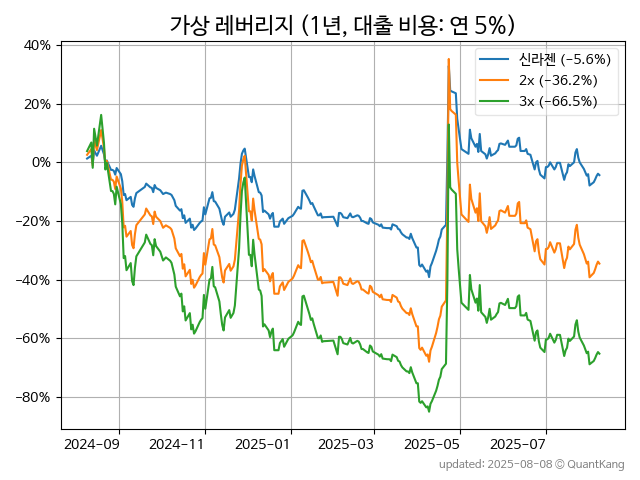 가상 레버리지 (1년, 대출 비용: 연 5%)
신라젠 (−5.6%)
2x (−36.2%)
3x (−66.5%)
40%
20%
0%
−20%
−40%
−60%
−80%
2024-09
2024-11
2025-01
2025-03
2025-05
2025-07
updated: 2025-08-08 © QuantKang